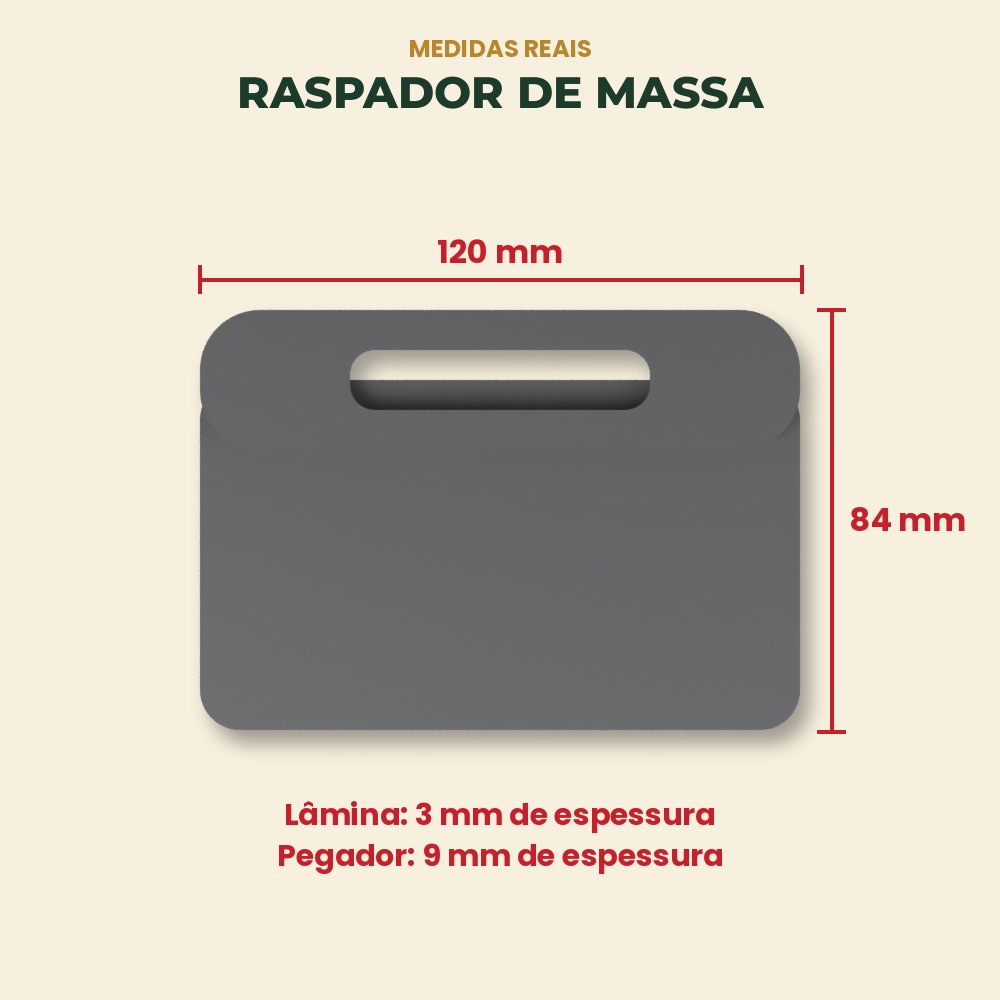 MEDIDAS REAIS
RASPADOR DE MASSA
120 mm
84 mm
Lâmina: 3 mm de espessura
Pegador: 9 mm de espessura